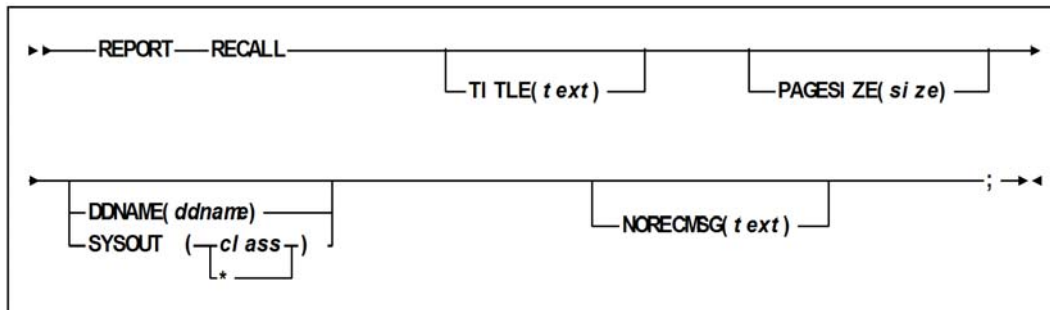 REPORT RECALL
TITLE(text) PAGESIZE(size)
DDNAME(ddname)
SYSOUT (class)
*
NORECMSG(text)
;